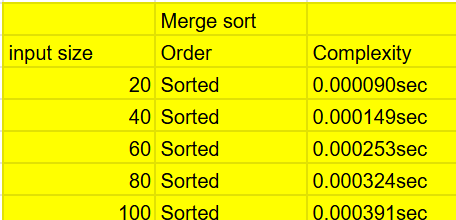 Merge sort
input size Order Complexity
20 Sorted 0.000090sec
40 Sorted 0.000149sec
60 Sorted 0.000253sec
80 Sorted 0.000324sec
100 Sorted 0.000391sec